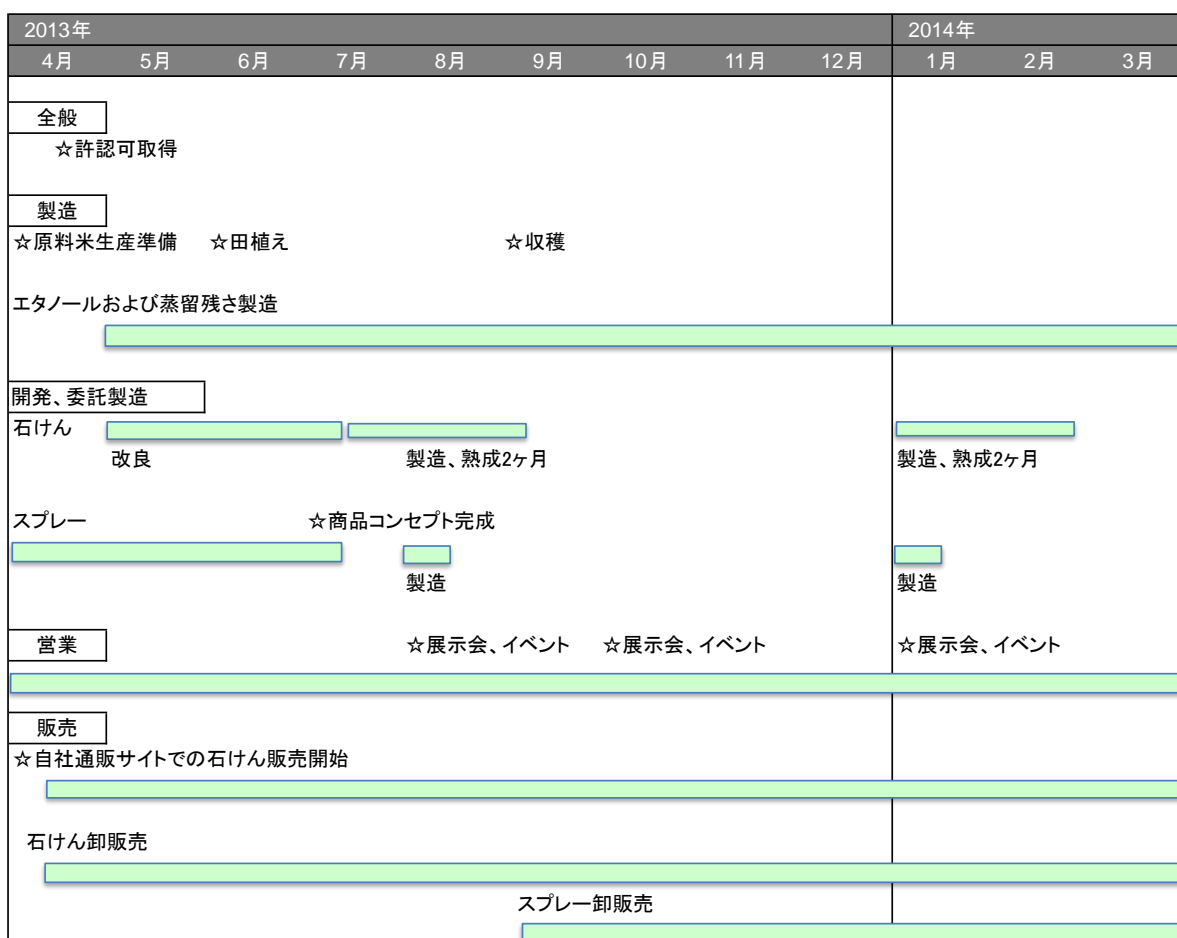 2013年 2014年
4月 5月 6月 7月 8月 9月 10月 11月 12月 1月 2月 3月
全般
☆許認可取得
製造
☆原料米生産準備 ☆田植え ☆収穫
エタノールおよび蒸留残さ製造
開発、委託製造
石けん
改良 製造、熟成2ヶ月 製造、熟成2ヶ月
スプレー ☆商品コンセプト完成
製造 製造
営業 ☆展示会、イベント ☆展示会、イベント ☆展示会、イベント
販売
☆自社通販サイトでの石けん販売開始
石けん卸販売
スプレー卸販売